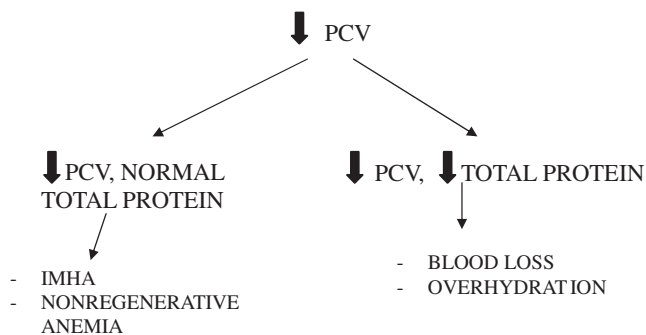 PCV
PCV, NORMAL
TOTAL PROTEIN
PCV, TOTAL PROTEIN
- IMHA
- NONREGENERATIVE
ANEMIA
- BLOOD LOSS
- OVERHYDRATION